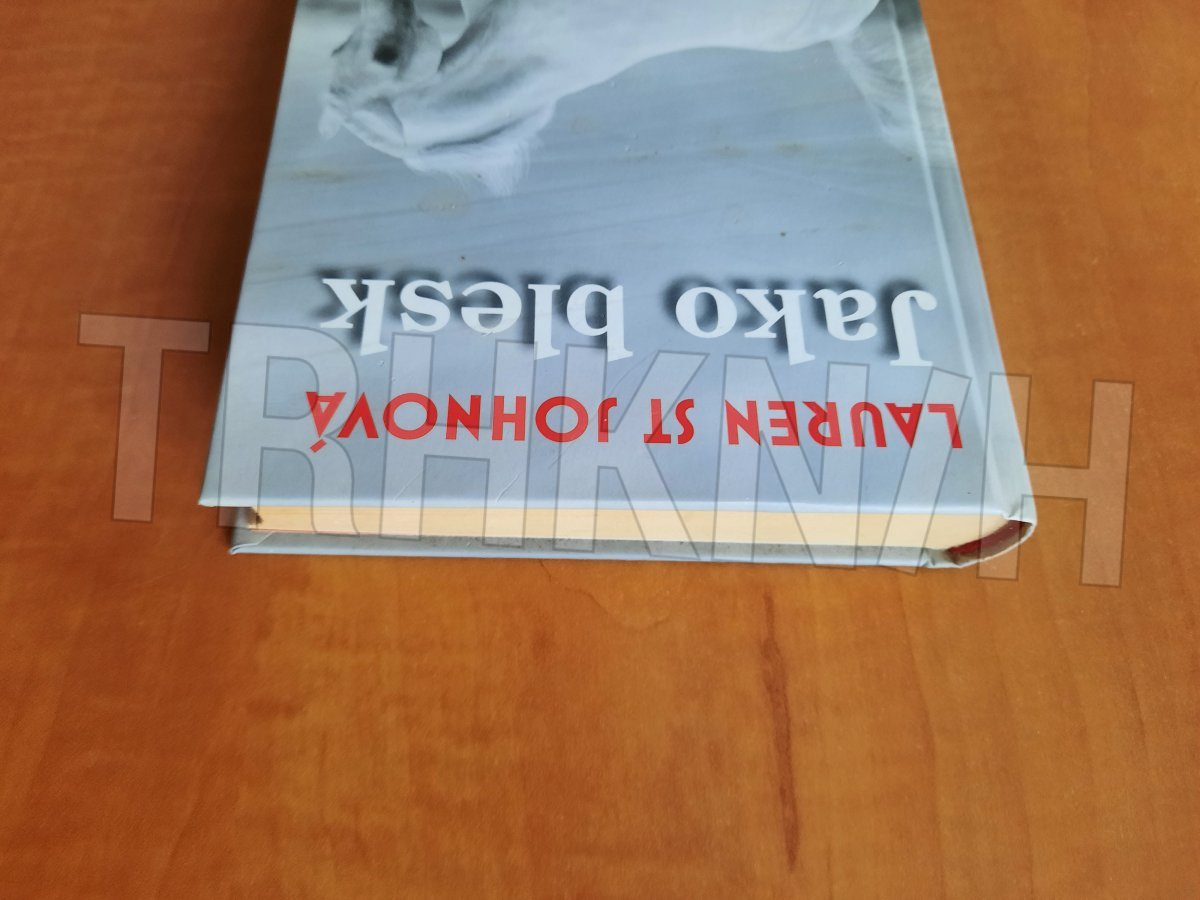 LAUREN ST JOHNOVÁ
Jako blesk
TRHKNIH